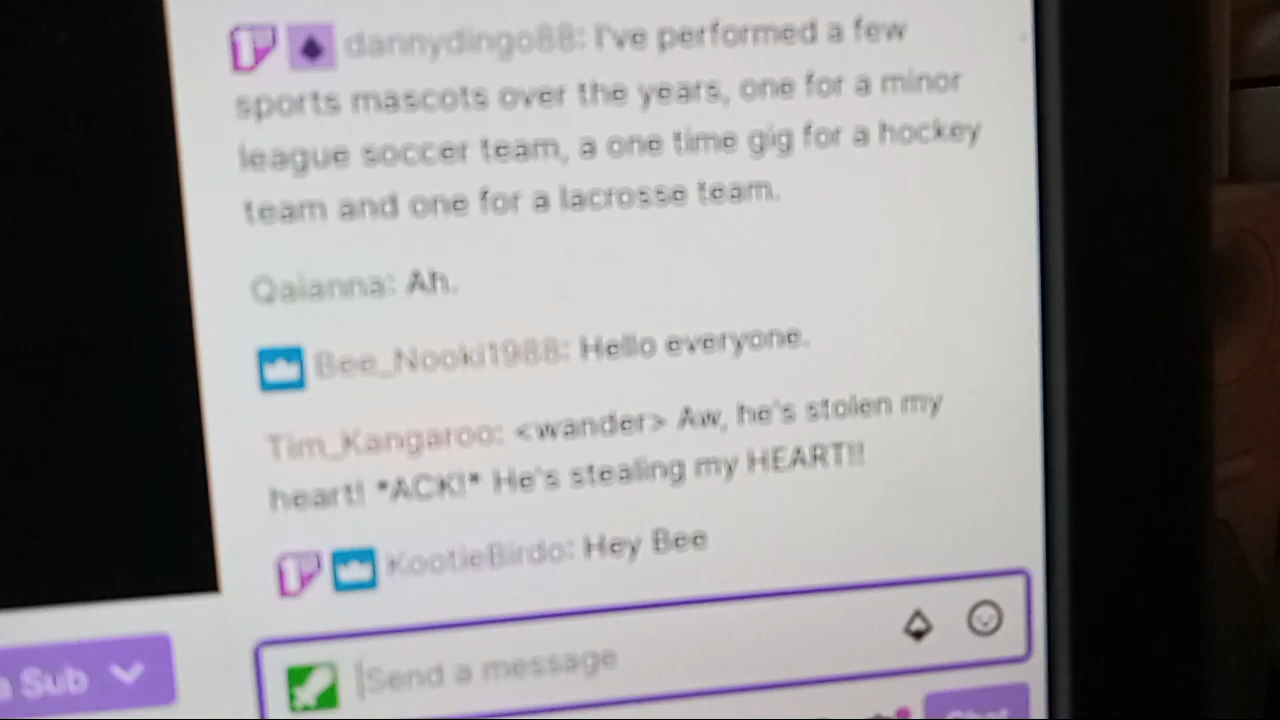 dannydingo88: I've performed a few
sports mascots over the years, one for a minor
league soccer team, a one time gig for a hockey
team and one for a lacrosse team.
Qaianna: Ah.
Bee_Nooki1988: Hello everyone.
Tim_Kangaroo: <wander> Aw, he's stolen my
heart! *ACK!* He's stealing my HEART!!
KootieBirdo: Hey Bee
Send a message
a Sub
Chat